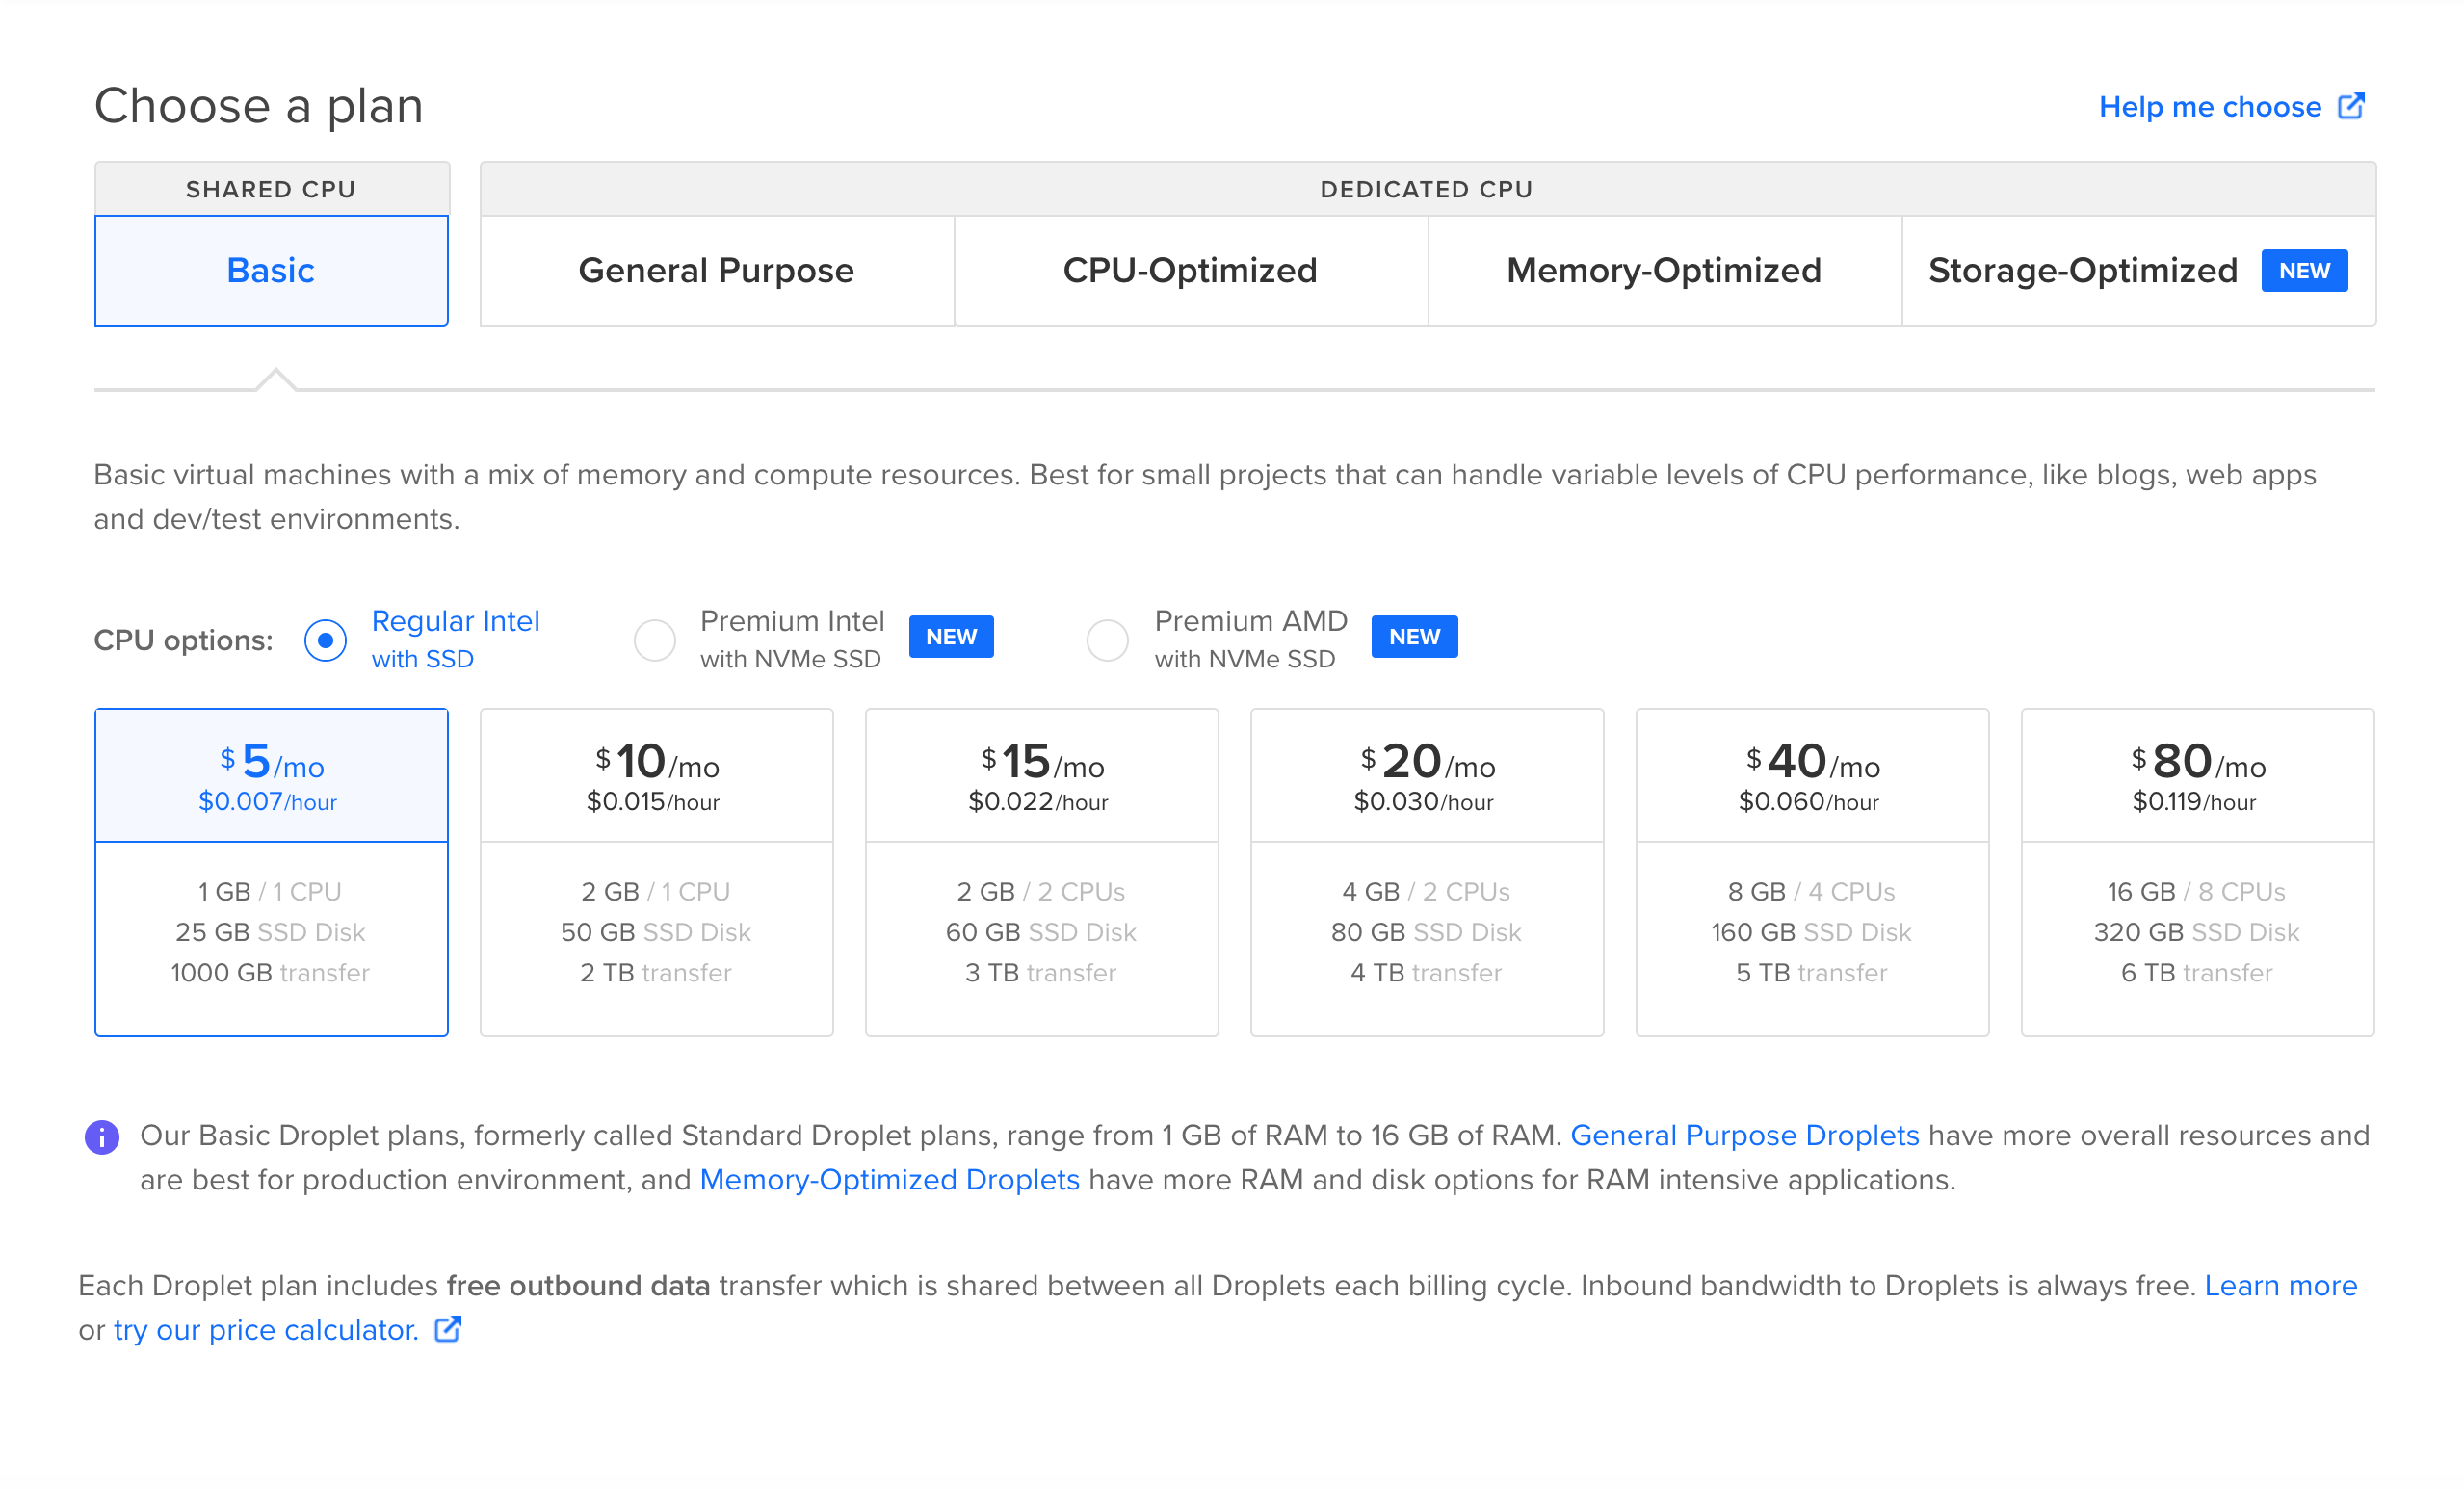 Choose a plan
Help me choose
SHARED CPU
DEDICATED CPU
Basic
General Purpose
CPU-Optimized
Memory-Optimized
Storage-Optimized NEW
Basic virtual machines with a mix of memory and compute resources. Best for small projects that can handle variable levels of CPU performance, like blogs, web apps
and dev/test environments.
CPU options:
Regular Intel
with SSD
Premium Intel
with NVMe SSD
NEW
Premium AMD
with NVMe SSD
NEW
$5/mo
$0.007/hour
1 GB / 1 CPU
25 GB SSD Disk
1000 GB transfer
$10/mo
$0.015/hour
2 GB / 1 CPU
50 GB SSD Disk
2 TB transfer
$15/mo
$0.022/hour
2 GB / 2 CPUs
60 GB SSD Disk
3 TB transfer
$20/mo
$0.030/hour
4 GB / 2 CPUs
80 GB SSD Disk
4 TB transfer
$40/mo
$0.060/hour
8 GB / 4 CPUs
160 GB SSD Disk
5 TB transfer
$80/mo
$0.119/hour
16 GB / 8 CPUs
320 GB SSD Disk
6 TB transfer
Our Basic Droplet plans, formerly called Standard Droplet plans, range from 1 GB of RAM to 16 GB of RAM. General Purpose Droplets have more overall resources and
are best for production environment, and Memory-Optimized Droplets have more RAM and disk options for RAM intensive applications.
Each Droplet plan includes free outbound data transfer which is shared between all Droplets each billing cycle. Inbound bandwidth to Droplets is always free. Learn more
or try our price calculator.